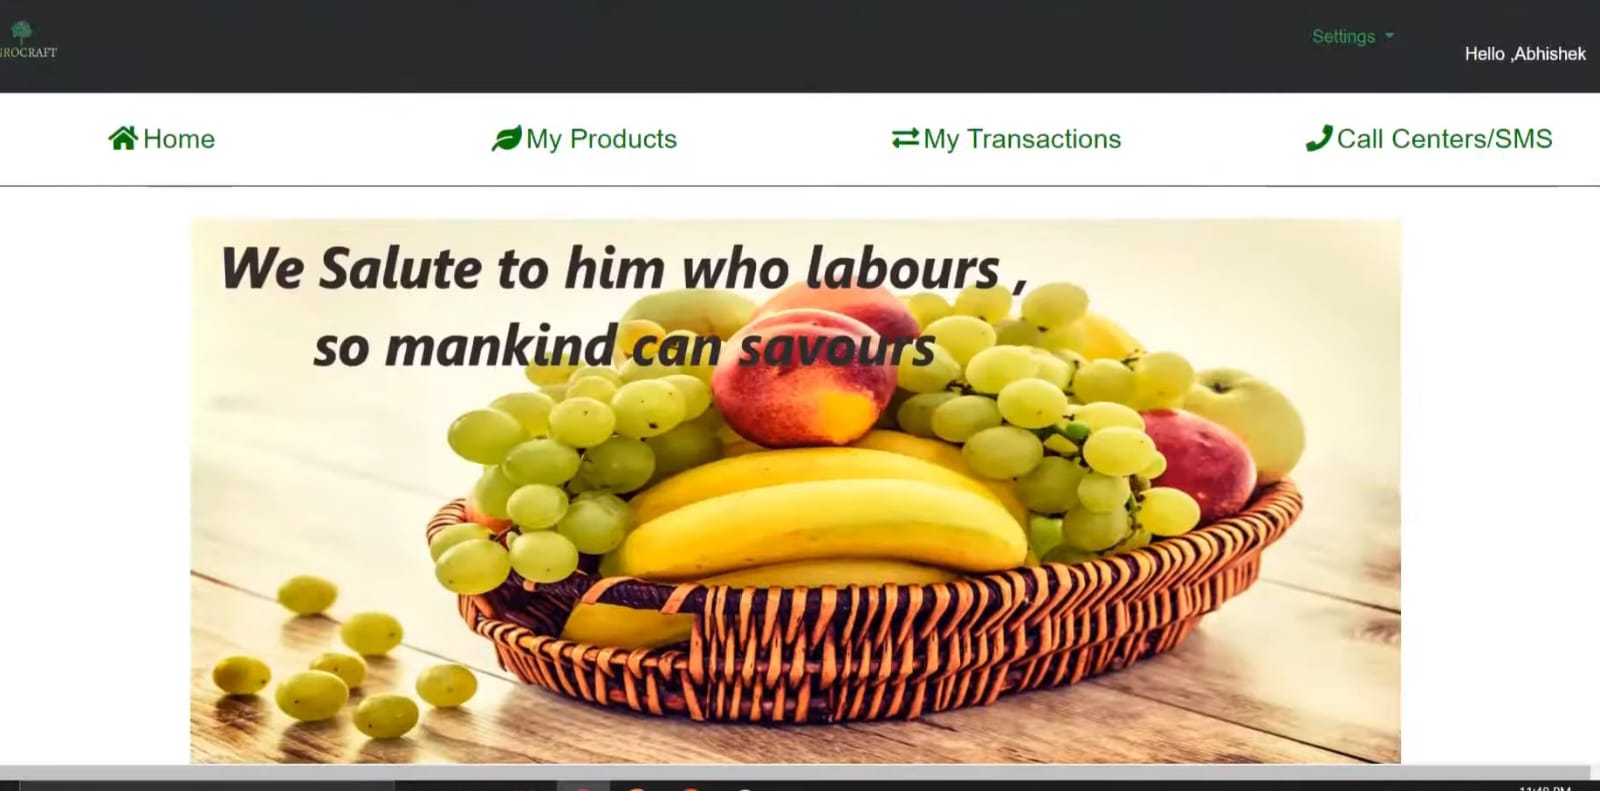 Settings
Hello ,Abhishek
Home
My Products
My Transactions
Call Centers/SMS
We Salute to him who labours ,
so mankind can savours